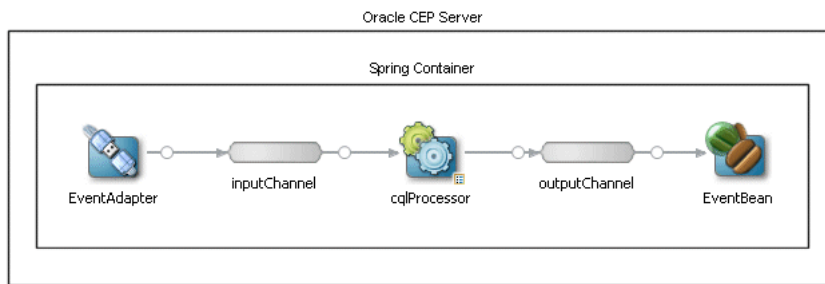 Oracle CEP Server
Spring Container
EventAdapter
inputChannel
cqlProcessor
outputChannel
EventBean